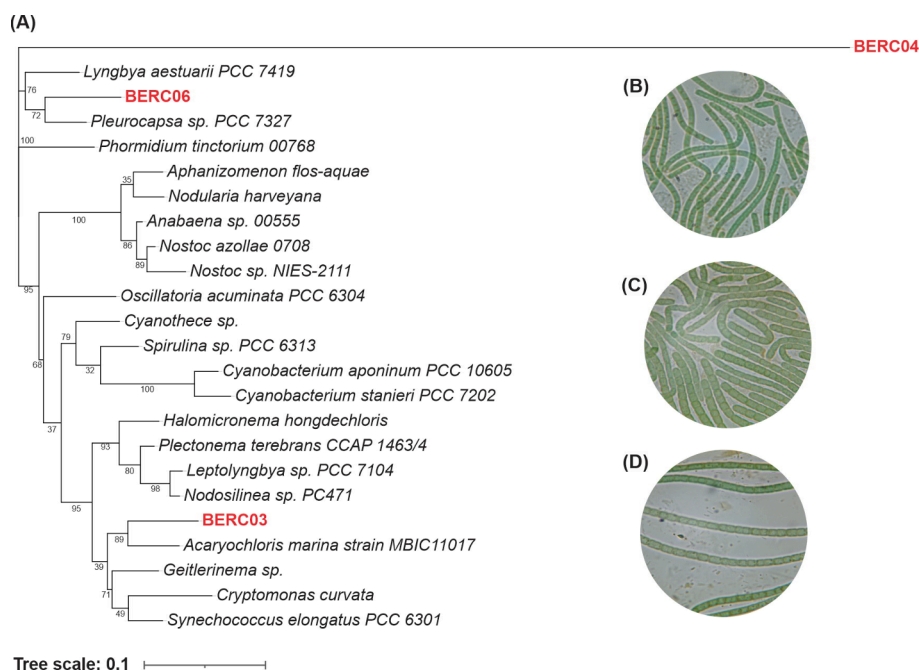 (A)
BERC04
Lyngbya aestuarii PCC 7419
76
BERC06
72
Pleurocapsa sp. PCC 7327
100
Phormidium tinctorium 00768
Aphanizomenon flos-aquae
35
Nodularia harveyana
100
Anabaena sp. 00555
86
Nostoc azollae 0708
89
Nostoc sp. NIES-2111
95
Oscillatoria acuminata PCC 6304
Cyanothece sp.
79
Spirulina sp. PCC 6313
68
32
Cyanobacterium aponinum PCC 10605
100
Cyanobacterium stanieri PCC 7202
Halomicronema hongdechloris
37
93
Plectonema terebrans CCAP 1463/4
80
Leptolyngbya sp. PCC 7104
98
Nodosilinea sp. PC471
95
BERC03
89
Acaryochloris marina strain MBIC11017
39
Geitlerinema sp.
71
Cryptomonas curvata
49
Synechococcus elongatus PCC 6301
Tree scale: 0.1
(B)
(C)
(D)